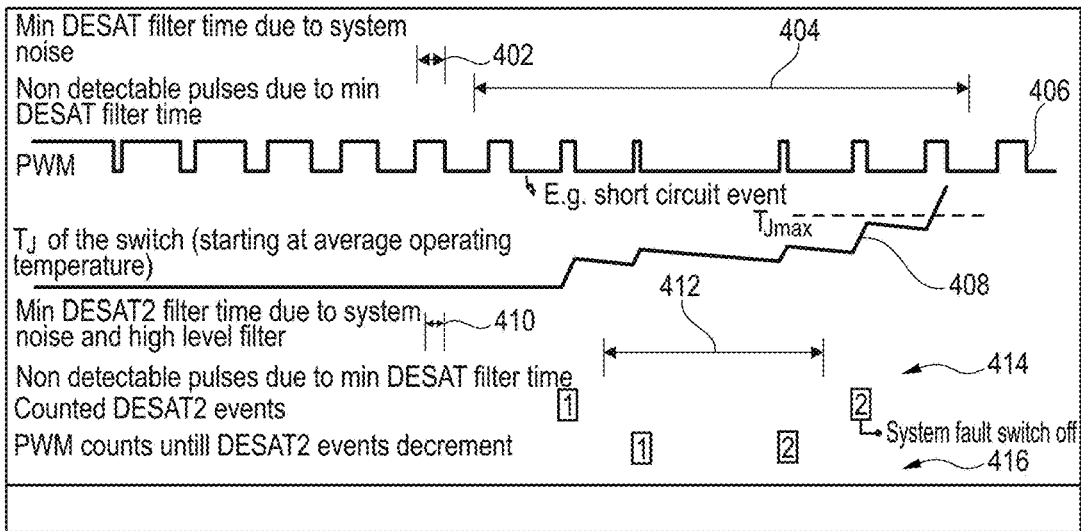 Min DESAT filter time due to system
noise
402
404
Non detectable pulses due to min
DESAT filter time
406
PWM
E.g. short circuit event
TJmax
TJ of the switch (starting at average operating
temperature)
408
412
Min DESAT2 filter time due to system
noise and high level filter
410
Non detectable pulses due to min DESAT filter time
414
Counted DESAT2 events
1
2
System fault switch off
PWM counts untill DESAT2 events decrement
1
2
416